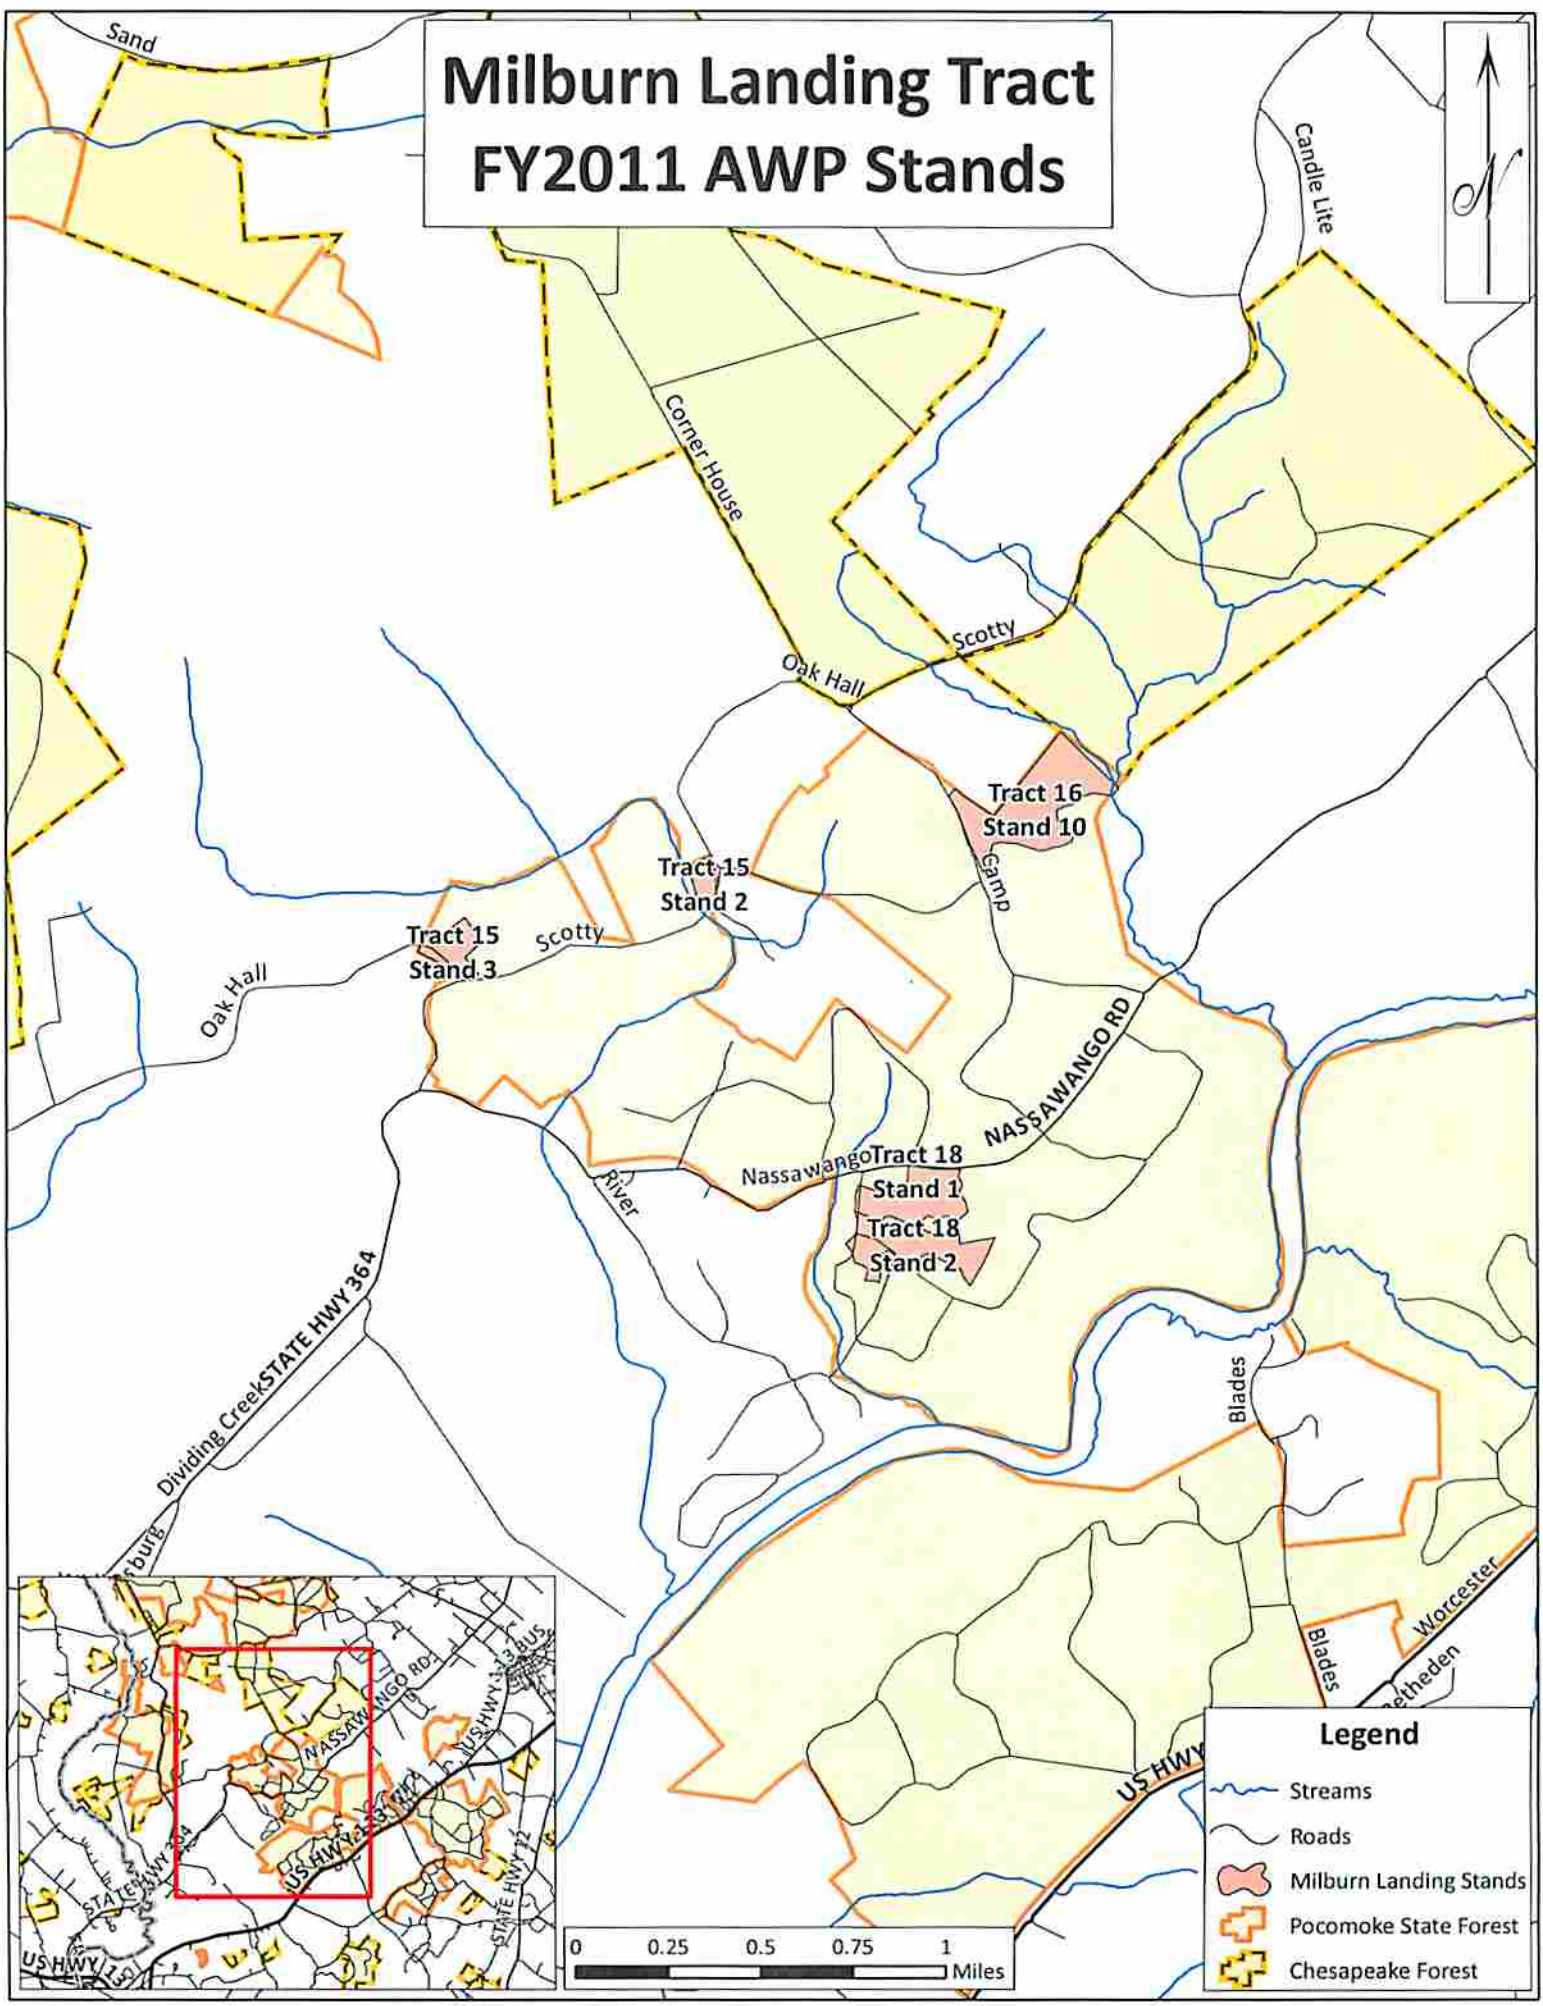 Milburn Landing Tract
FY2011 AWP Stands
Sand
Candle Lite
N
Corner House
Scotty
Oak Hall
Tract 16
Stand 10
Camp
Tract 15
Stand 2
Tract 15
Stand 3
Scotty
Oak Hall
NASSAWANGO RD
Nassawango
Tract 18
Stand 1
Tract 18
Stand 2
River
STATE HWY 364
Dividing Creek
Blades
Worcester
Blades
US HWY
NASSAWANGO RD
US HWY 113 BUS
US HWY 113
STATE HWY 364
STATE HWY 12
US HWY 13
0 0.25 0.5 0.75 1
Miles
Legend
Streams
Roads
Milburn Landing Stands
Pocomoke State Forest
Chesapeake Forest